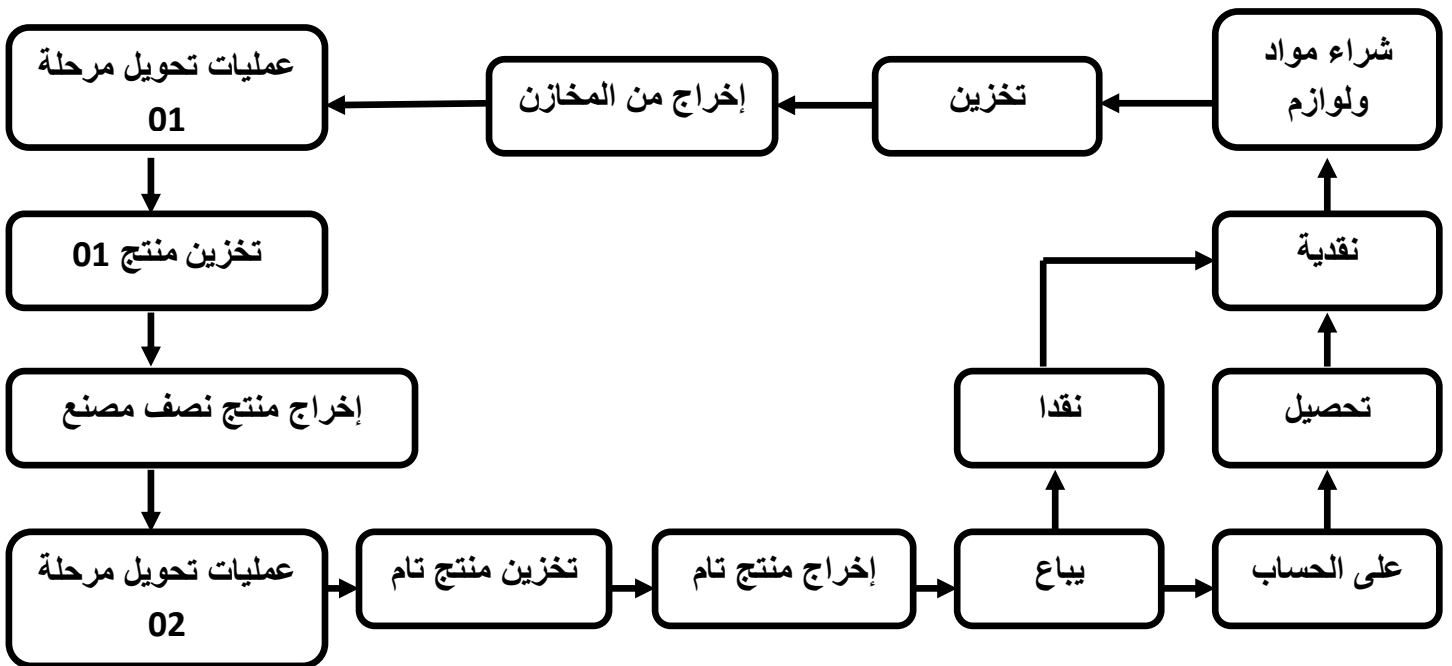 شراء مواد
ولوازم
تخزين
إخراج من المخازن
عمليات تحويل مرحلة
01
نقدية
تخزين منتج 01
تحصيل
نقدا
إخراج منتج نصف مصنع
على الحساب
يباع
إخراج منتج تام
تخزين منتج تام
عمليات تحويل مرحلة
02